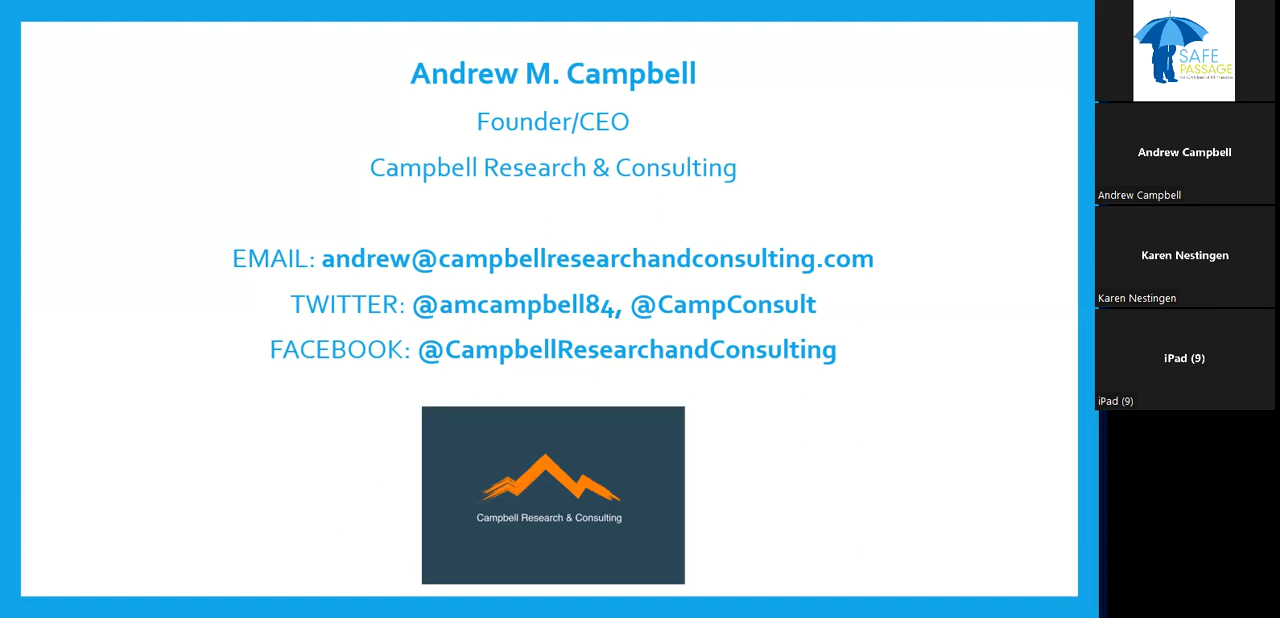 Andrew M. Campbell
Founder/CEO
Campbell Research & Consulting
EMAIL: andrew@campbellresearchandconsulting.com
TWITTER: @amcampbell84, @CampConsult
FACEBOOK: @CampbellResearchandConsulting
Campbell Research & Consulting
SAFE
PASSAGE
Andrew Campbell
Andrew Campbell
Karen Nestingen
Karen Nestingen
iPad (9)
iPad (9)